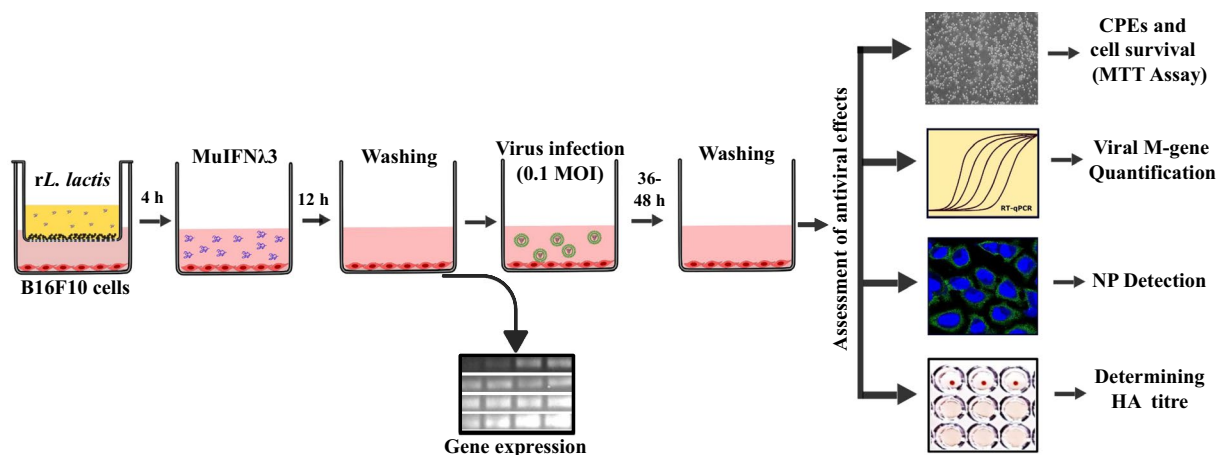 rL. lactis
B16F10 cells
4 h
MuIFNλ3
12 h
Washing
Gene expression
Virus infection
(0.1 MOI)
36-
48 h
Washing
Assessment of antiviral effects
CPEs and
cell survival
(MTT Assay)
RT-qPCR
Viral M-gene
Quantification
NP Detection
Determining
HA titre